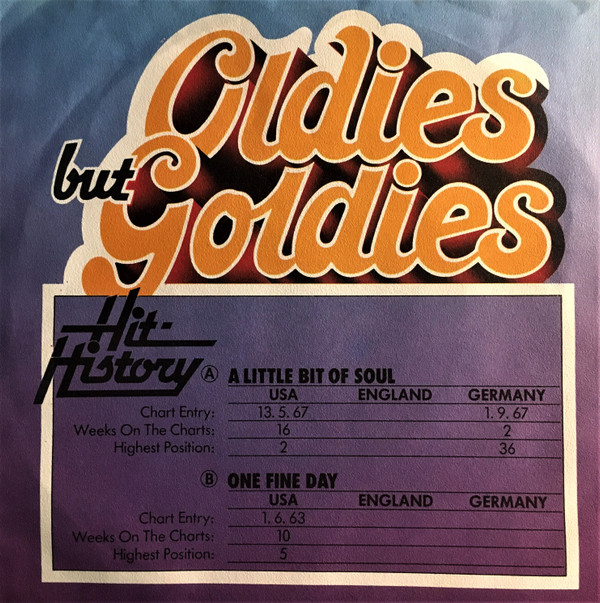 Oldies
but Goldies
Hit-
History
Ⓐ A LITTLE BIT OF SOUL
USA ENGLAND GERMANY
Chart Entry: 13. 5. 67 1. 9. 67
Weeks On The Charts: 16 2
Highest Position: 2 36
Ⓑ ONE FINE DAY
USA ENGLAND GERMANY
Chart Entry: 1. 6. 63
Weeks On The Charts: 10
Highest Position: 5